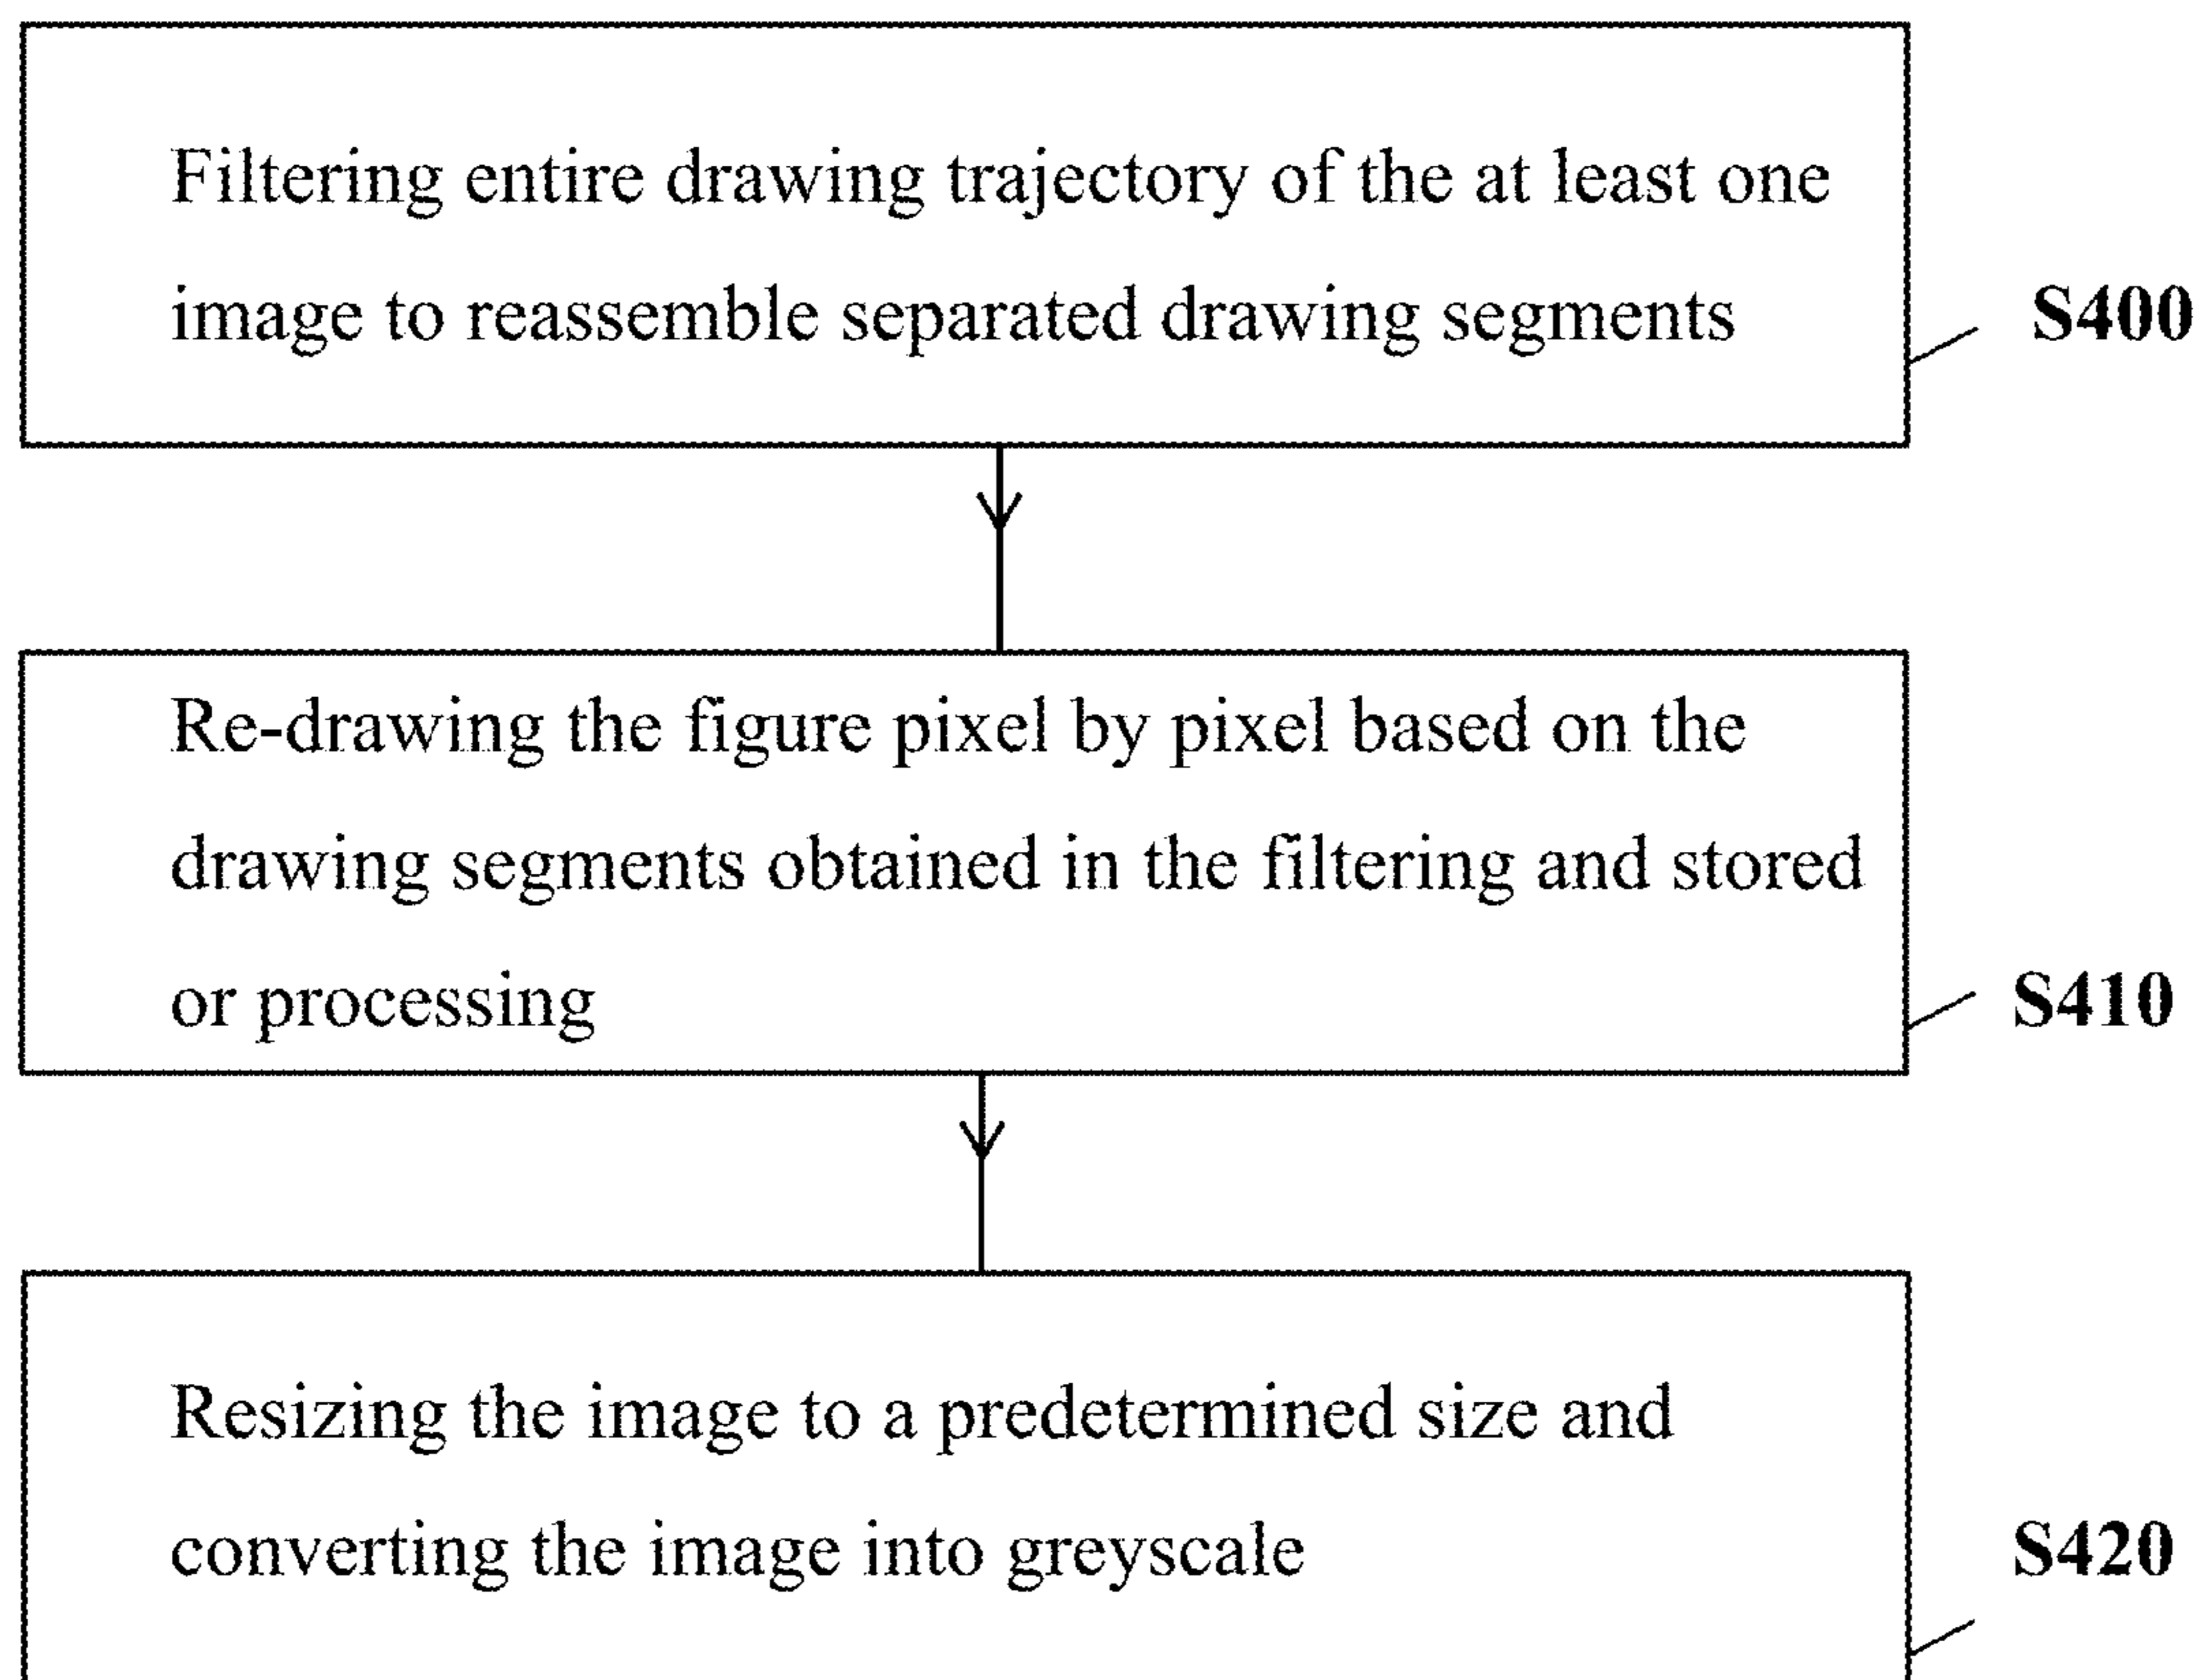 Filtering entire drawing trajectory of the at least one
image to reassemble separated drawing segments
S400
Re-drawing the figure pixel by pixel based on the
drawing segments obtained in the filtering and stored
or processing
S410
Resizing the image to a predetermined size and
converting the image into greyscale
S420